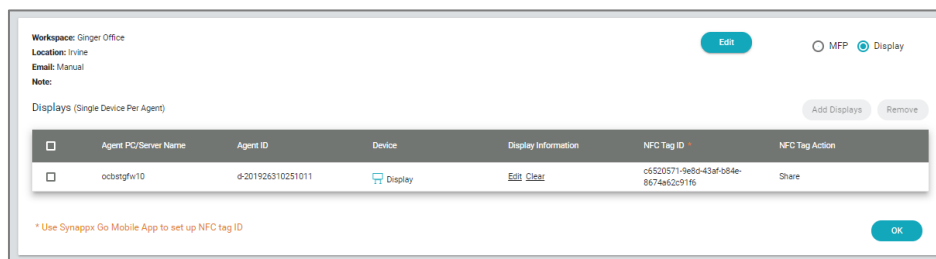 Workspace: Ginger Office
Edit
MFP
Display
Location: Irvine
Email: Manual
Note:
Displays (Single Device Per Agent)
Add Displays
Remove
Agent PC/Server Name
Agent ID
Device
Display Information
NFC Tag ID *
NFC Tag Action
ocbstgfw10
d-201926310251011
Display
Edit Clear
c6520571-9e8d-43af-b84e-
8674a62c91f6
Share
* Use Synappx Go Mobile App to set up NFC tag ID
OK